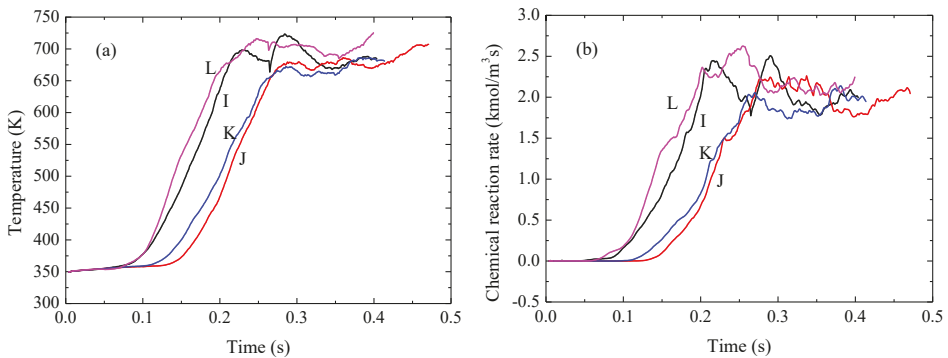 (a)
Temperature (K)
750
700
650
600
550
500
450
400
350
300
L
I
K
J
0.0 0.1 0.2 0.3 0.4 0.5
Time (s)
(b)
Chemical reaction rate (kmol/m³ s)
3.0
2.5
2.0
1.5
1.0
0.5
0.0
-0.5
L
I
K
J
0.0 0.1 0.2 0.3 0.4 0.5
Time (s)